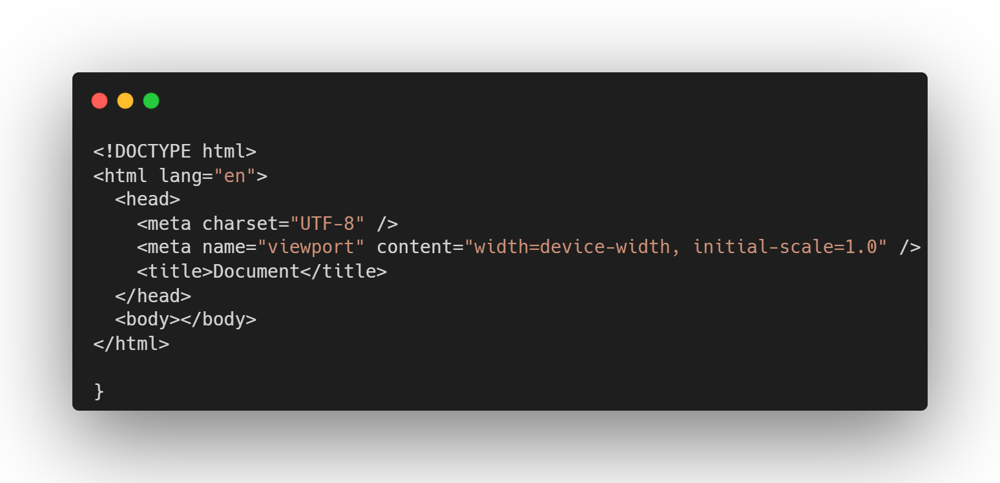 <!DOCTYPE html>
<html lang="en">
  <head>
    <meta charset="UTF-8" />
    <meta name="viewport" content="width=device-width, initial-scale=1.0" />
    <title>Document</title>
  </head>
  <body></body>
</html>

}